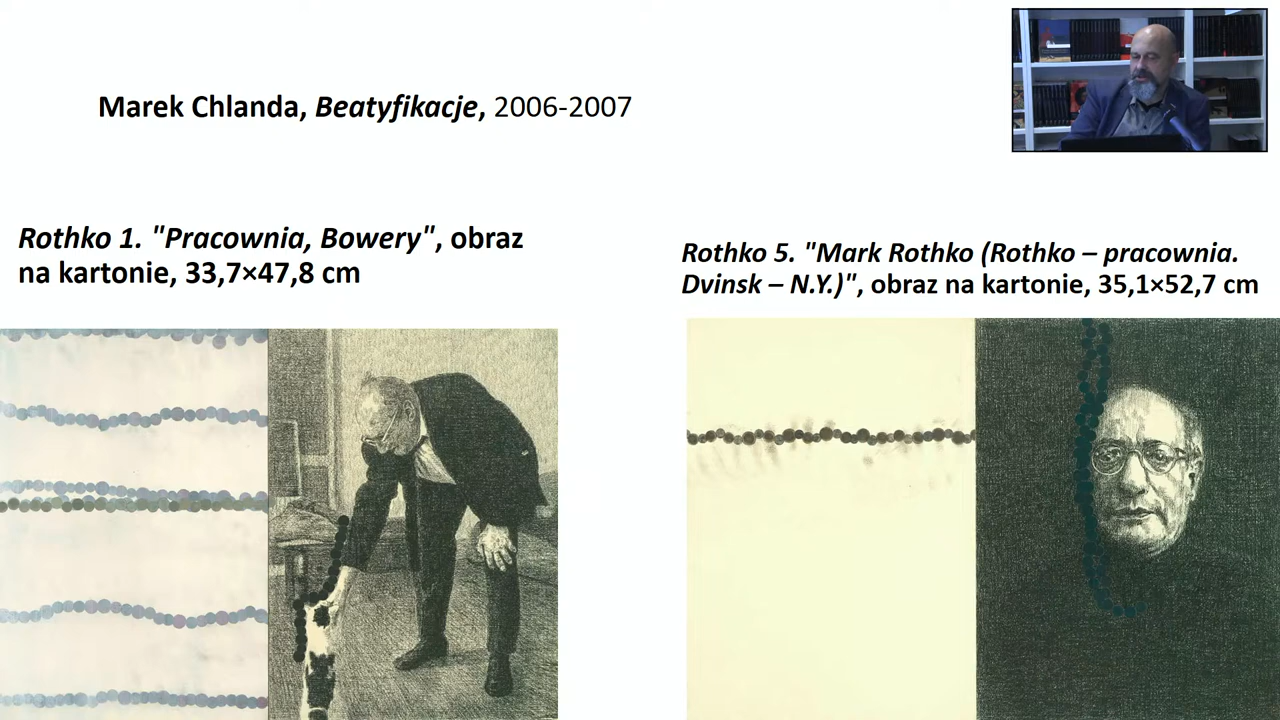 Marek Chlanda, Beatyfikacje, 2006-2007
Rothko 1. "Pracownia, Bowery", obraz
na kartonie, 33,7×47,8 cm
Rothko 5. "Mark Rothko (Rothko – pracownia.
Dvinsk – N.Y.)", obraz na kartonie, 35,1×52,7 cm